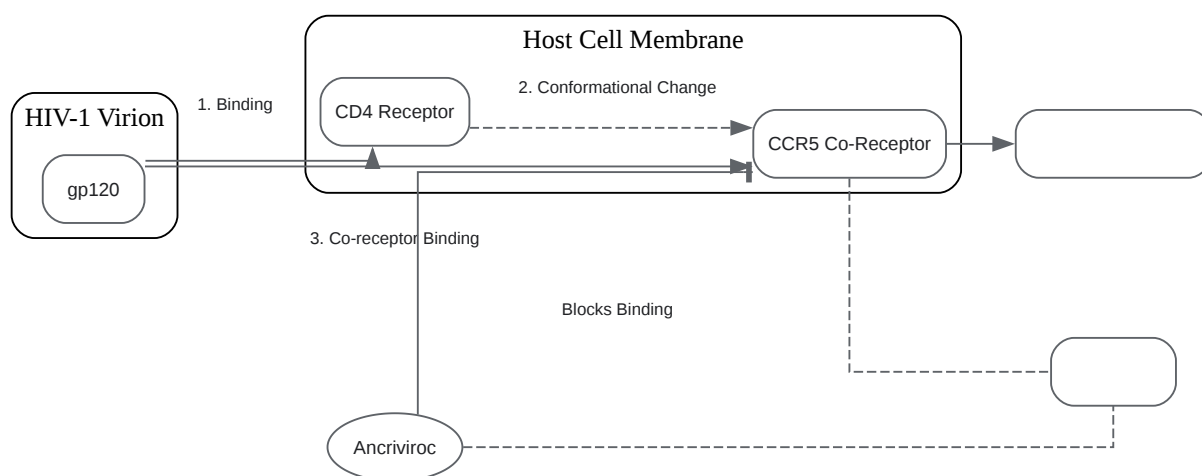 Host Cell Membrane
2. Conformational Change
1. Binding
HIV-1 Virion
CD4 Receptor
CCR5 Co-Receptor
gp120
3. Co-receptor Binding
Blocks Binding
Ancriviroc